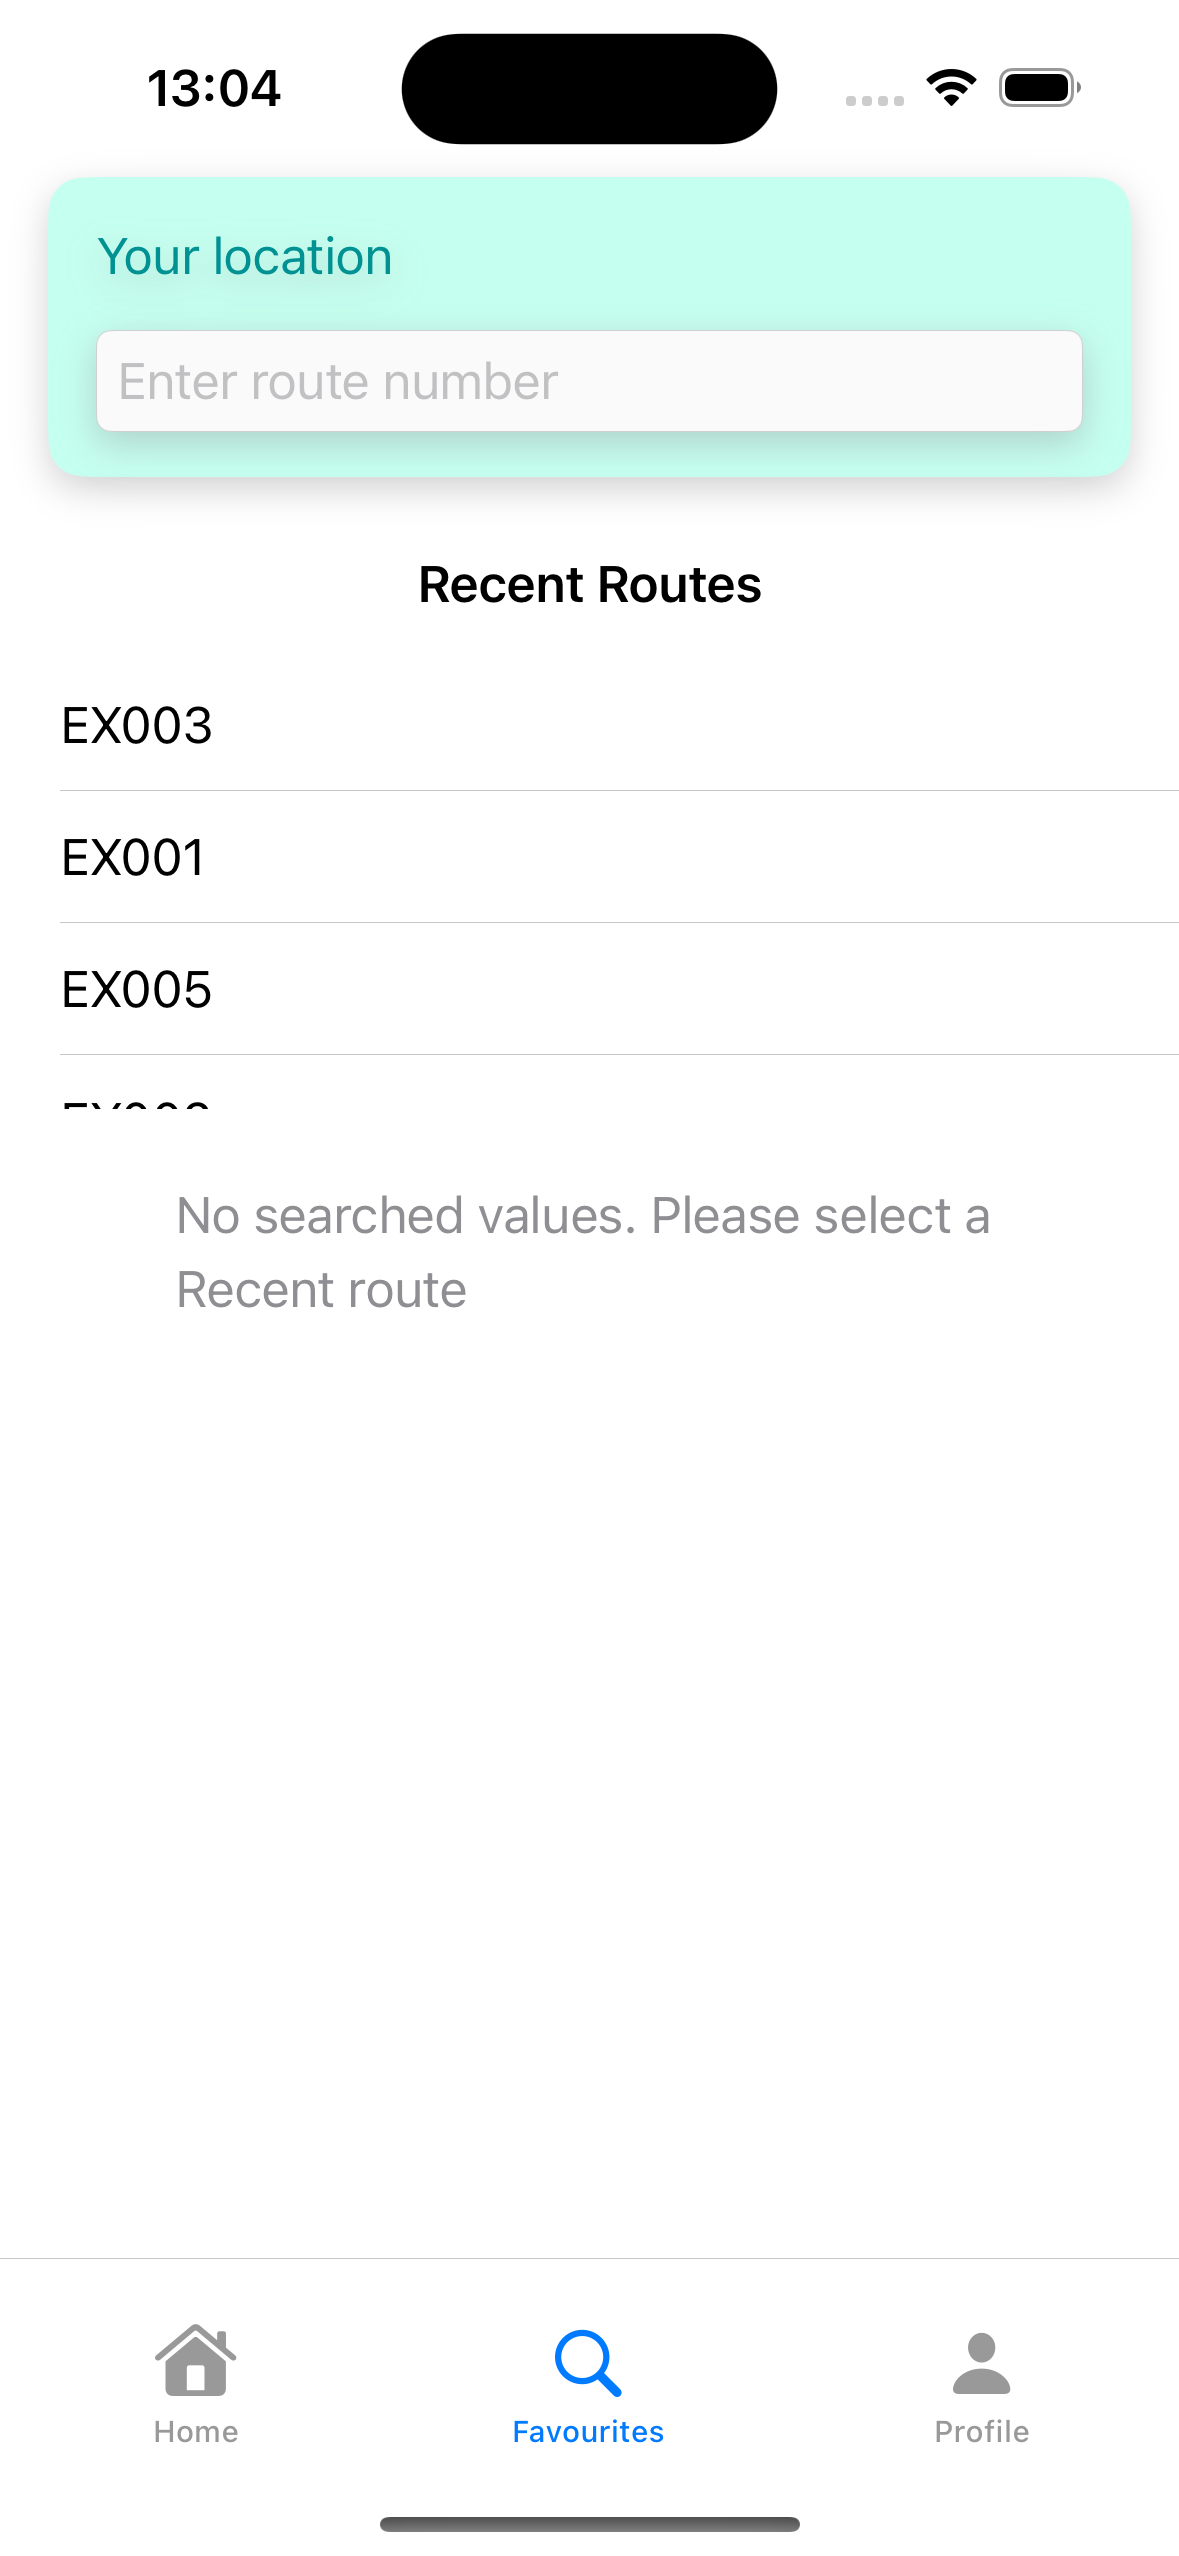 13:04
Your location
Enter route number
Recent Routes
EX003
EX001
EX005
No searched values. Please select a
Recent route
Home
Favourites
Profile